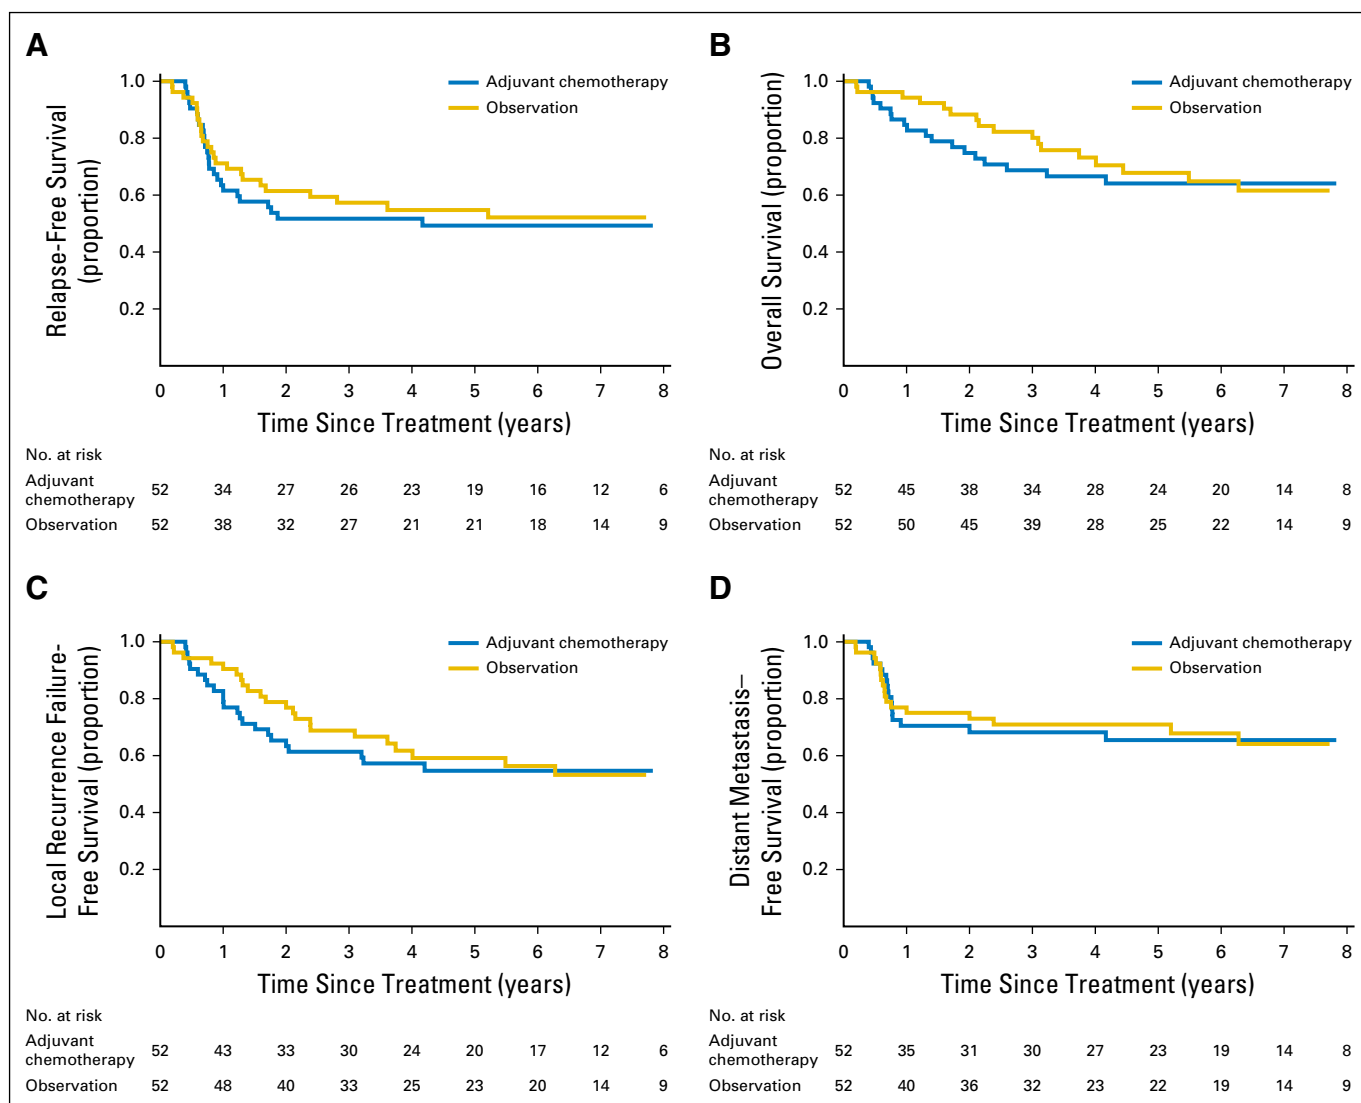 A
Relapse-Free Survival
(proportion)
1.0
0.8
0.6
0.4
0.2
Adjuvant chemotherapy
Observation
0 1 2 3 4 5 6 7 8
Time Since Treatment (years)
No. at risk
Adjuvant
chemotherapy 52 34 27 26 23 19 16 12 6
Observation 52 38 32 27 21 21 18 14 9
B
Overall Survival (proportion)
1.0
0.8
0.6
0.4
0.2
Adjuvant chemotherapy
Observation
0 1 2 3 4 5 6 7 8
Time Since Treatment (years)
No. at risk
Adjuvant
chemotherapy 52 45 38 34 28 24 20 14 8
Observation 52 50 45 39 28 25 22 14 9
C
Local Recurrence Failure-
Free Survival (proportion)
1.0
0.8
0.6
0.4
0.2
Adjuvant chemotherapy
Observation
0 1 2 3 4 5 6 7 8
Time Since Treatment (years)
No. at risk
Adjuvant
chemotherapy 52 43 33 30 24 20 17 12 6
Observation 52 48 40 33 25 23 20 14 9
D
Distant Metastasis–
Free Survival (proportion)
1.0
0.8
0.6
0.4
0.2
Adjuvant chemotherapy
Observation
0 1 2 3 4 5 6 7 8
Time Since Treatment (years)
No. at risk
Adjuvant
chemotherapy 52 35 31 30 27 23 19 14 8
Observation 52 40 36 32 23 22 19 14 9